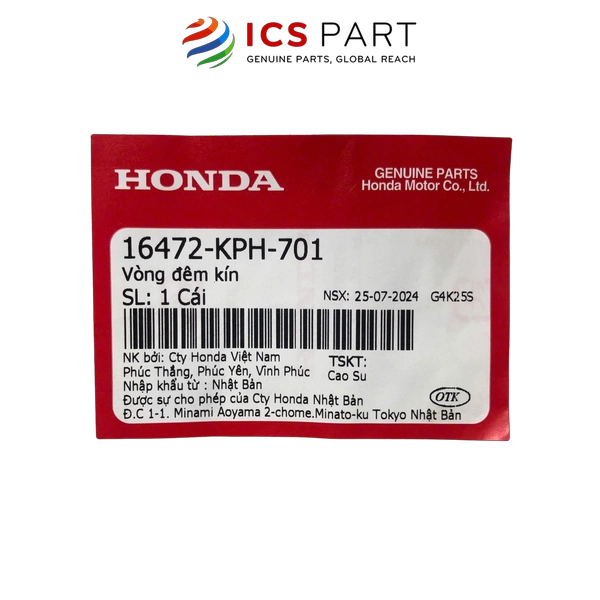 ICS PART
GENUINE PARTS, GLOBAL REACH
HONDA
GENUINE PARTS
Honda Motor Co., Ltd.
16472-KPH-701
Vòng đêm kín
SL: 1 Cái
NSX: 25-07-2024 G4K25S
NK bởi: Cty Honda Việt Nam
Phúc Thắng, Phúc Yên, Vĩnh Phúc
Nhập khẩu từ : Nhật Bản
TSKT:
Cao Su
Được sự cho phép của Cty Honda Nhật Bản
Đ.C 1-1. Minami Aoyama 2-chome.Minato-ku Tokyo Nhật Bản
OTK